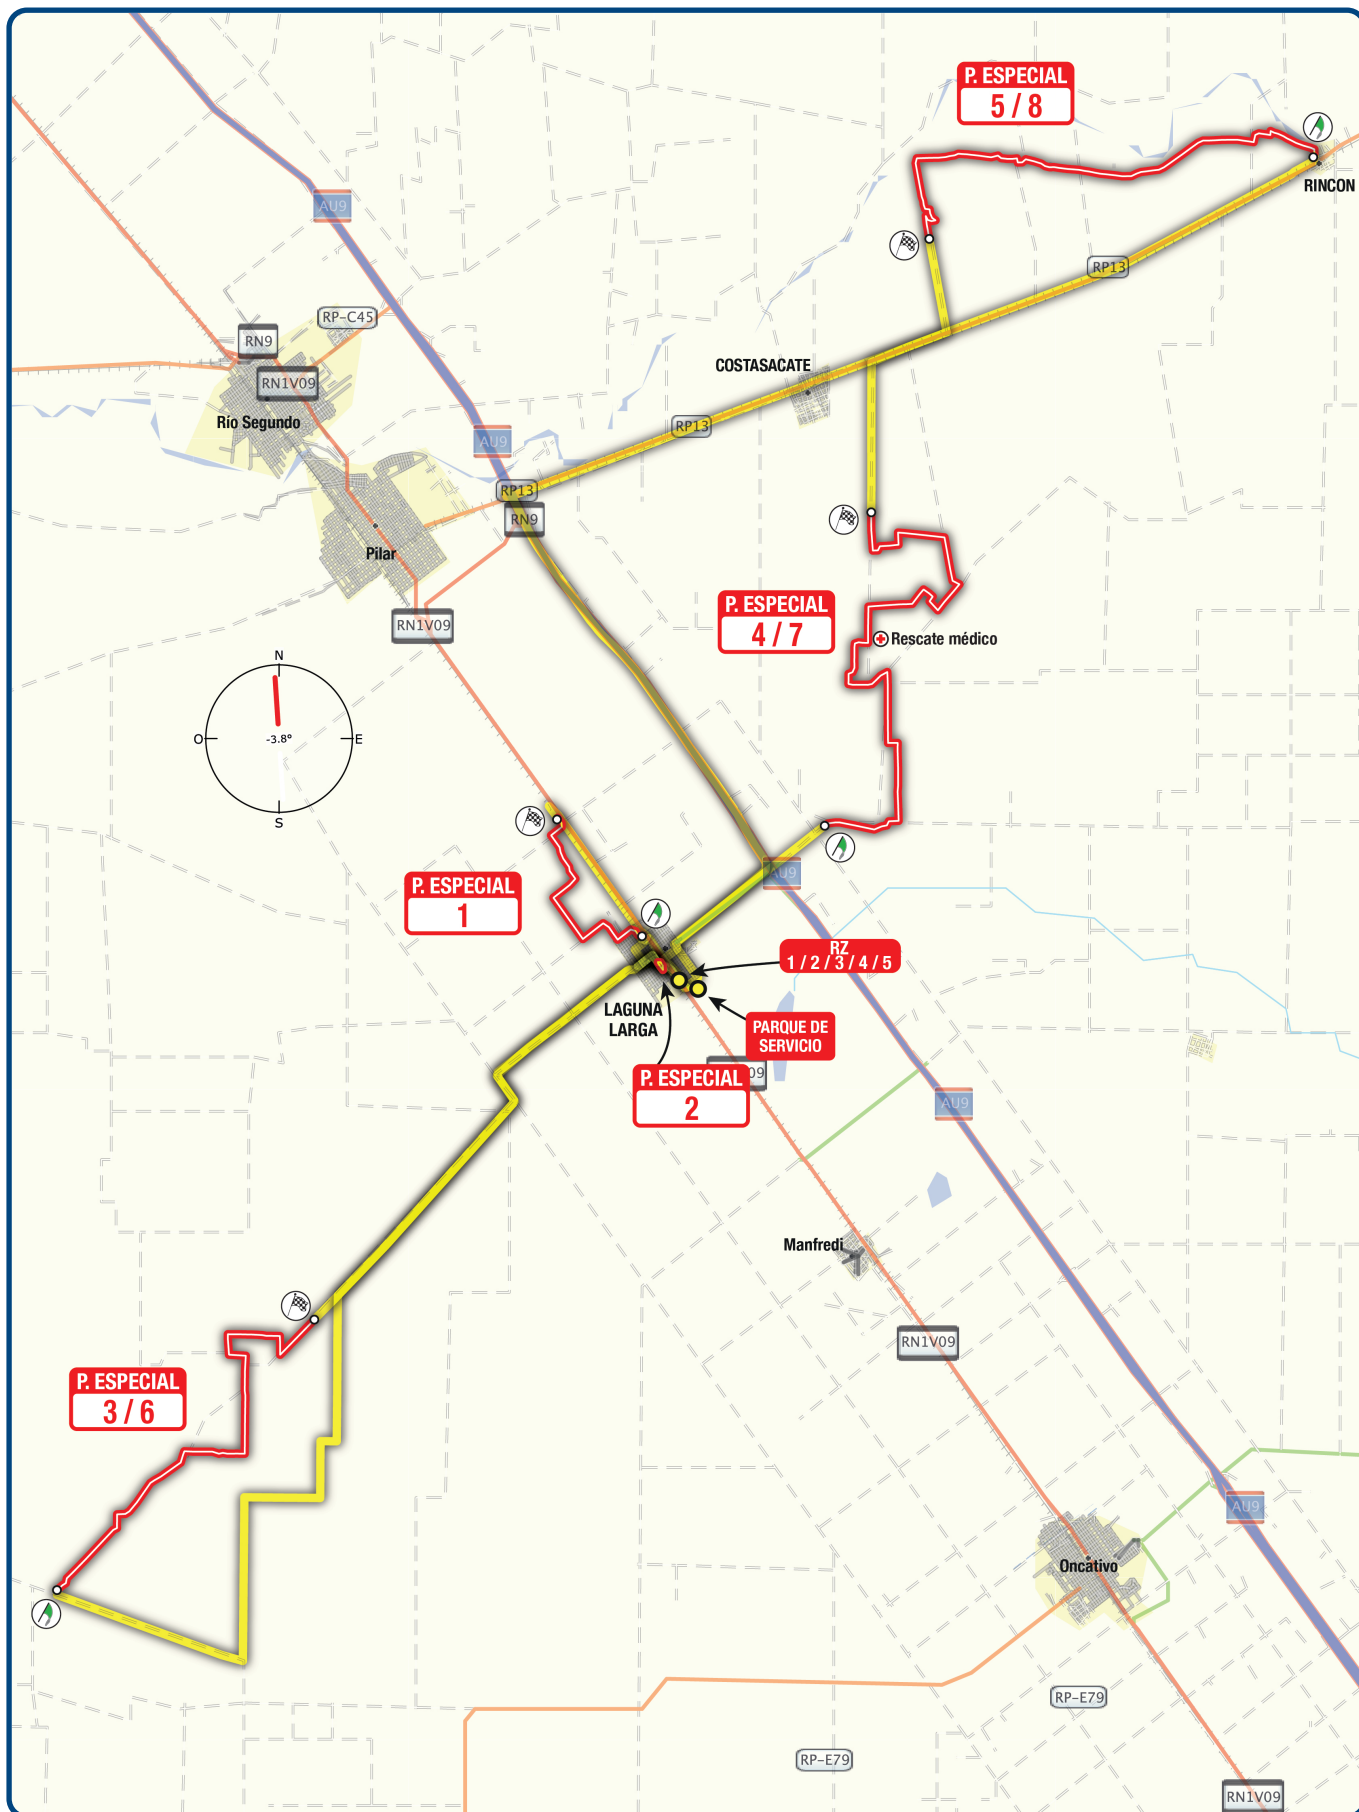 P. ESPECIAL
5 / 8
RINCON
AU9
RP13
RP-C45
RN9
RN1V09
COSTASACATE
Río Segundo
RP13
AU9
RP13
RN9
Pilar
P. ESPECIAL
4 / 7
RN1V09
Rescate médico
N
O
-3.8°
E
S
AU9
P. ESPECIAL
1
RZ
1 / 2 / 3 / 4 / 5
LAGUNA
LARGA
PARQUE DE
SERVICIO
09
P. ESPECIAL
2
AU9
Manfredi
RN1V09
P. ESPECIAL
3 / 6
AU9
Oncativo
RP-E79
RP-E79
RN1V09